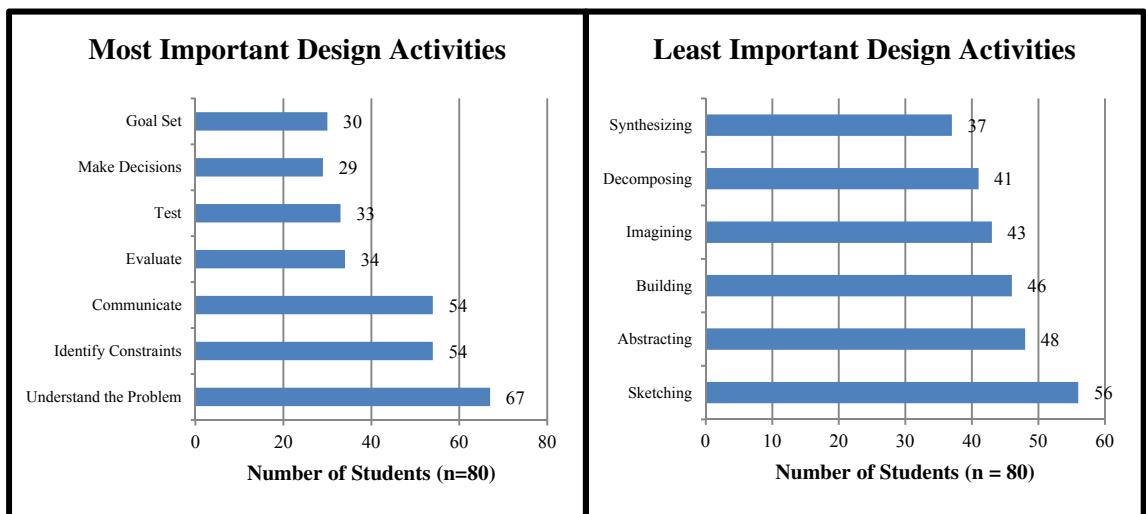 Most Important Design Activities
Goal Set
30
Make Decisions
29
Test
33
Evaluate
34
Communicate
54
Identify Constraints
54
Understand the Problem
67
0 20 40 60 80
Number of Students (n=80)
Least Important Design Activities
Synthesizing
37
Decomposing
41
Imagining
43
Building
46
Abstracting
48
Sketching
56
0 10 20 30 40 50 60
Number of Students (n = 80)